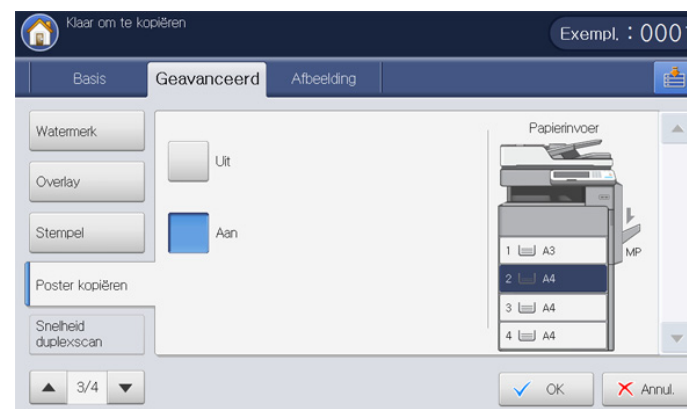 Klaar om te kopiëren
Exempl. : 0001
Basis
Geavanceerd
Afbeelding
Watermerk
Overlay
Stempel
Poster kopiëren
Snelheid
duplexscan
3/4
Uit
Aan
Papierinvoer
1 A3
MP
2 A4
3 A4
4 A4
OK
Annul.